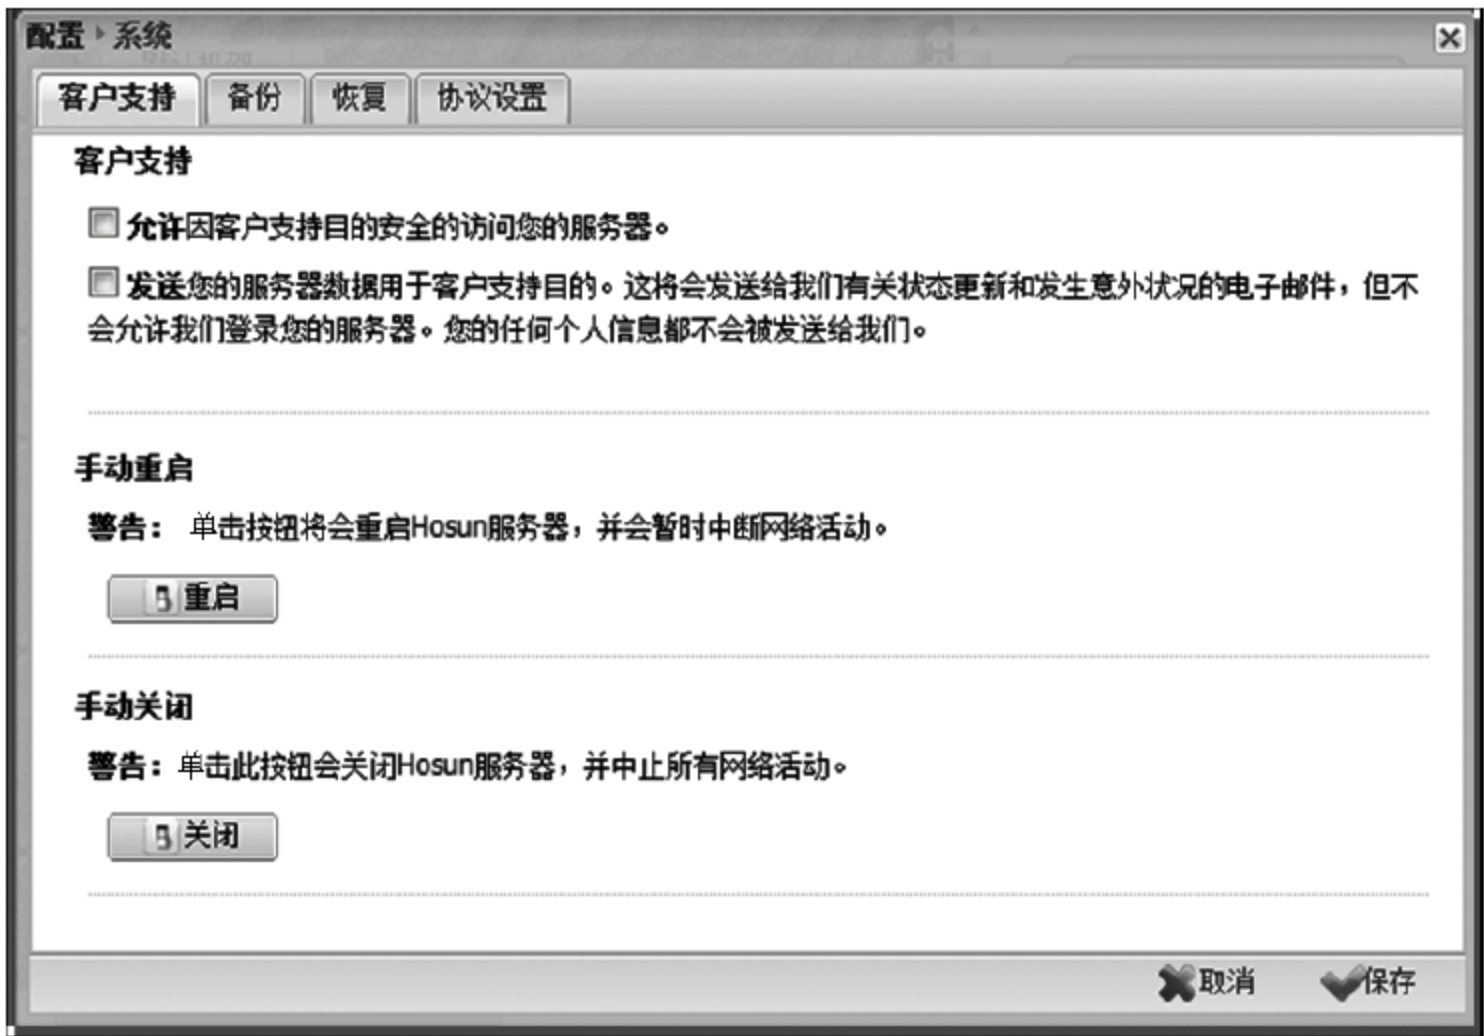 配置 系统
客户支持 备份 恢复 协议设置
客户支持
允许因客户支持目的安全的访问您的服务器。
发送您的服务器数据用于客户支持目的。这将会发送给我们有关状态更新和发生意外状况的电子邮件，但不
会允许我们登录您的服务器。您的任何个人信息都不会被发送给我们。
手动重启
警告： 单击按钮将会重启Hosun服务器，并会暂时中断网络活动。
重启
手动关闭
警告：单击此按钮会关闭Hosun服务器，并中止所有网络活动。
关闭
取消 保存